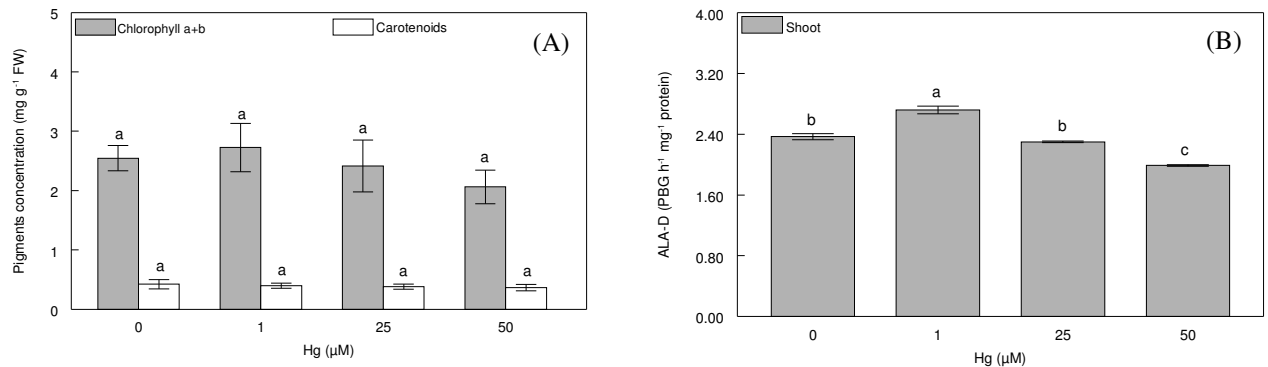 Chlorophyll a+b
Carotenoids
(A)
Pigments concentration (mg g⁻¹ FW)
5
4
3
2
1
0
a
a
a
a
a
a
a
a
0
1
25
50
Hg (µM)
Shoot
(B)
ALA-D (PBG h⁻¹ mg⁻¹ protein)
4.00
3.20
2.40
1.60
0.80
0.00
b
a
b
c
0
1
25
50
Hg (µM)